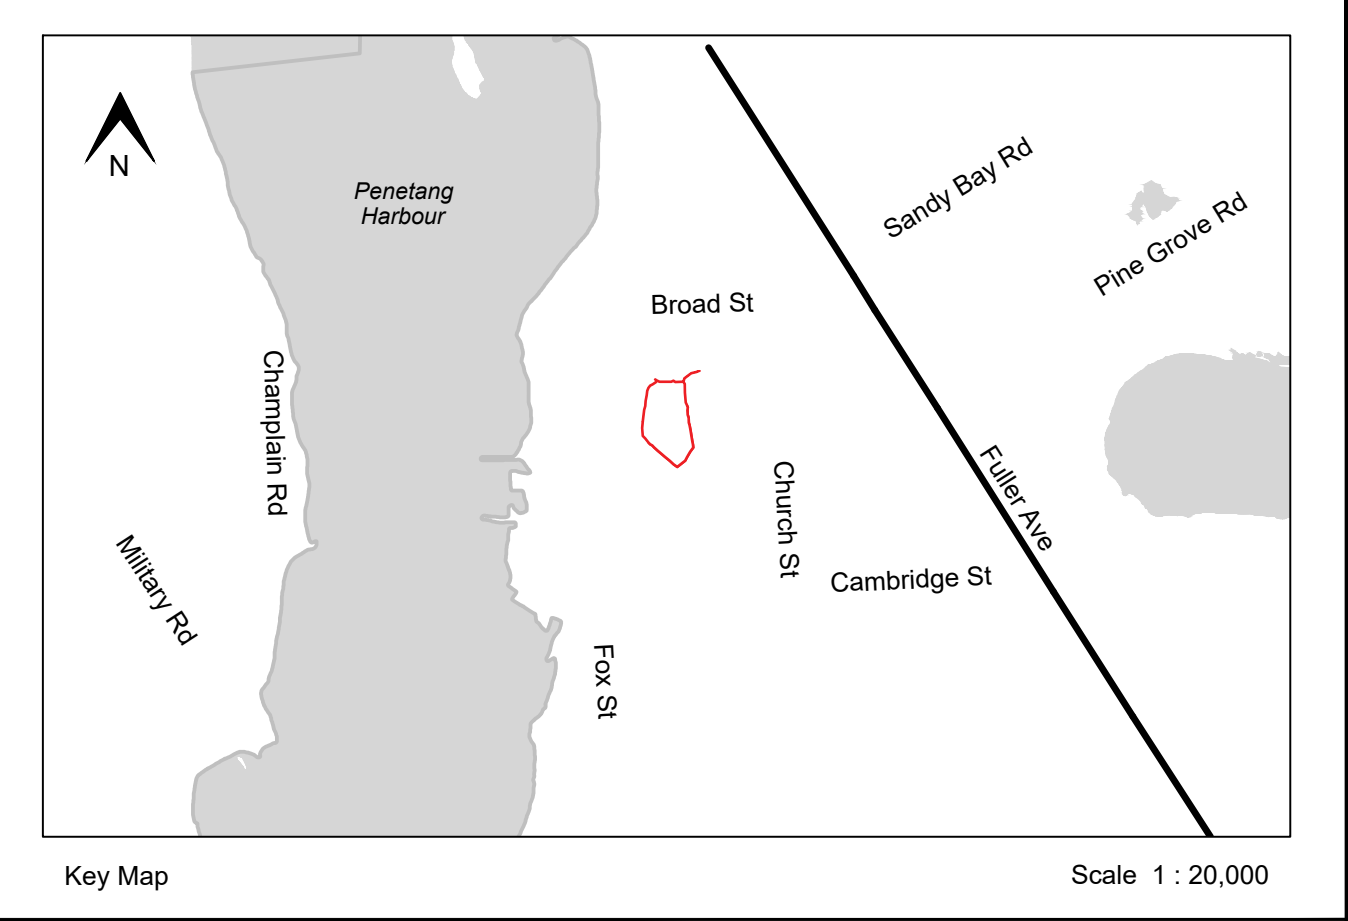 N
Penetang
Harbour
Sandy Bay Rd
Pine Grove Rd
Broad St
Champlain Rd
Fuller Ave
Church St
Military Rd
Cambridge St
Fox St
Key Map
Scale 1 : 20,000